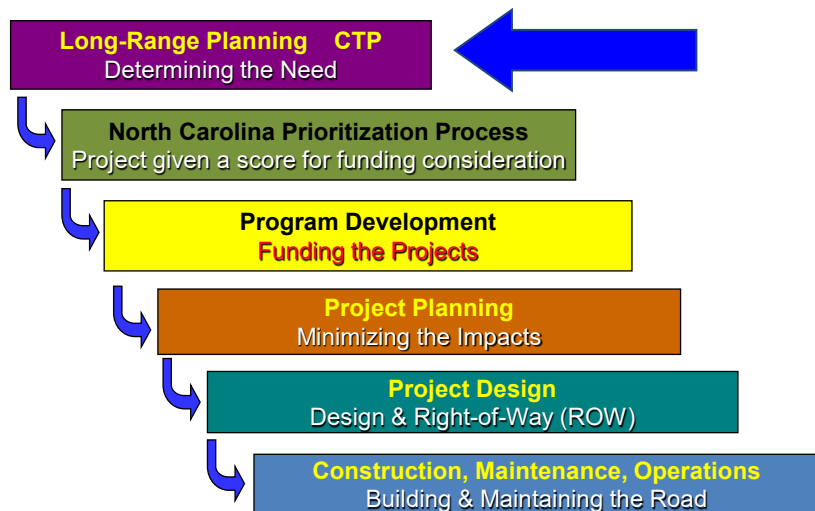 Long-Range Planning CTP
Determining the Need
North Carolina Prioritization Process
Project given a score for funding consideration
Program Development
Funding the Projects
Project Planning
Minimizing the Impacts
Project Design
Design & Right-of-Way (ROW)
Construction, Maintenance, Operations
Building & Maintaining the Road